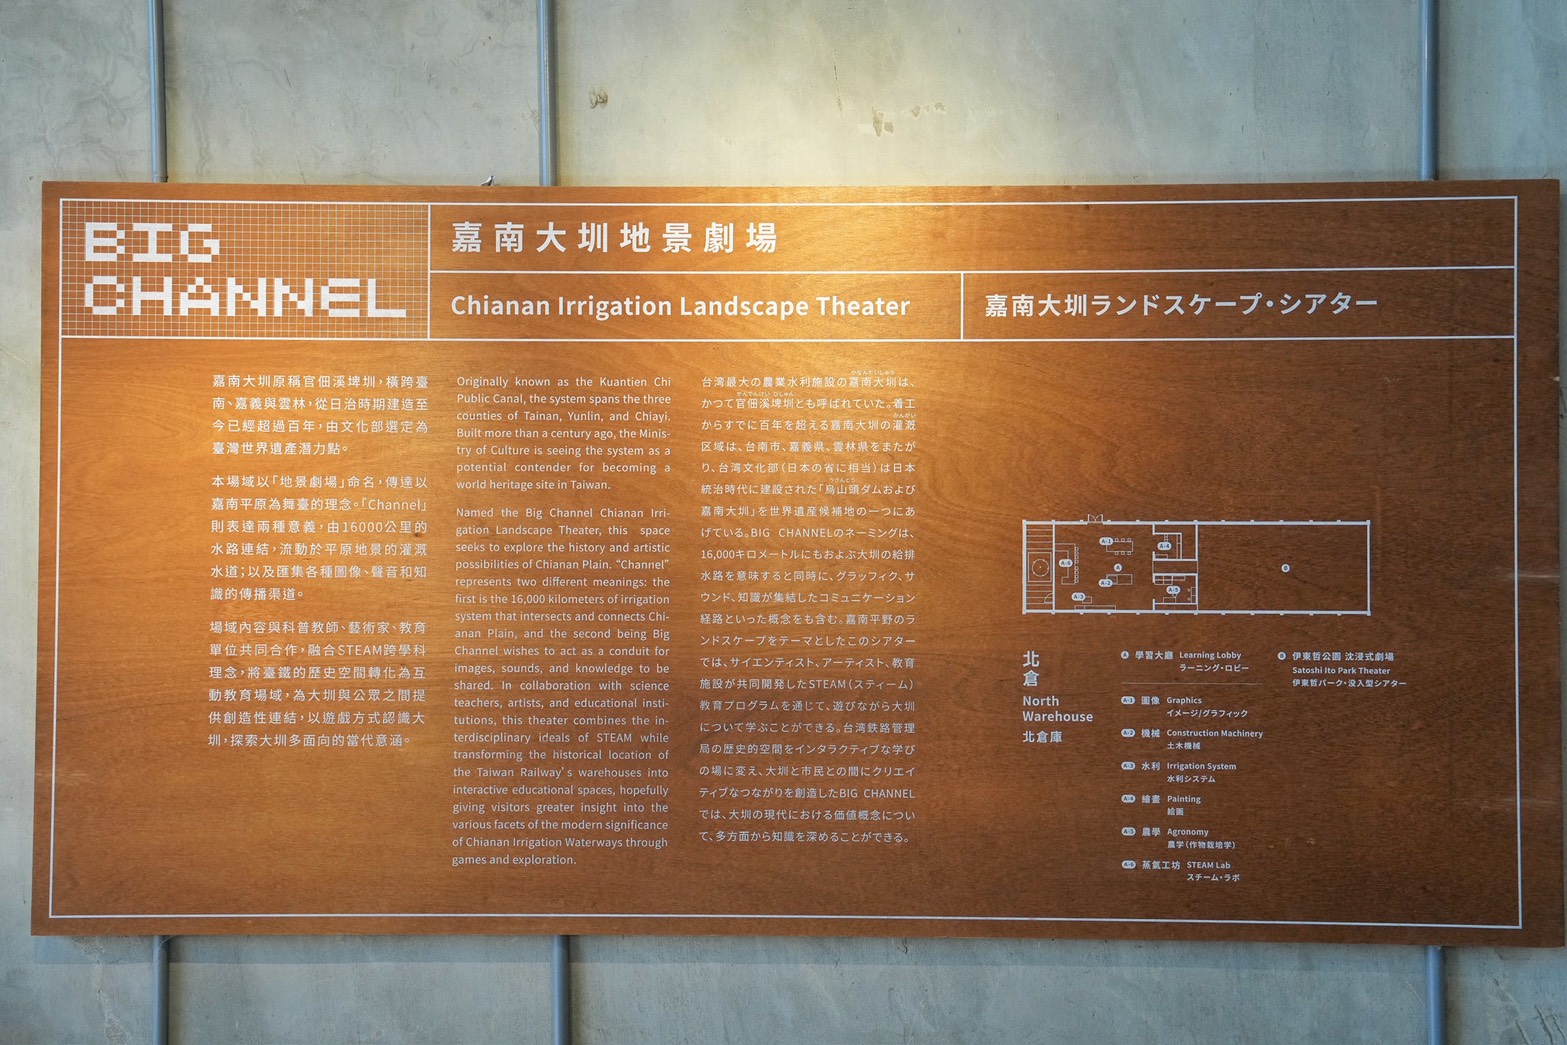 BIG
CHANNEL
嘉南大圳地景劇場
Chianan Irrigation Landscape Theater
嘉南大圳ランドスケープ・シアター
嘉南大圳原稱官佃溪埤圳，橫跨臺
南、嘉義與雲林，從日治時期建造至
今已經超過百年，由文化部選定為
臺灣世界遺產潛力點。
本場域以「地景劇場」命名，傳達以
嘉南平原為舞臺的理念。「Channel」
則表達兩種意義，由16000公里的
水路連結，流動於平原地景的灌溉
水道；以及匯集各種圖像、聲音和知
識的傳播渠道。
場域內容與科普教師、藝術家、教育
單位共同合作，融合STEAM跨學科
理念，將臺鐵的歷史空間轉化為互
動教育場域，為大圳與公眾之間提
供創造性連結，以遊戲方式認識大
圳，探索大圳多面向的當代意涵。
Originally known as the Kuantien Chi
Public Canal, the system spans the three
counties of Tainan, Yunlin, and Chiayi.
Built more than a century ago, the Minis-
try of Culture is seeing the system as a
potential contender for becoming a
world heritage site in Taiwan.
Named the Big Channel Chianan Irri-
gation Landscape Theater, this space
seeks to explore the history and artistic
possibilities of Chianan Plain. “Channel”
represents two different meanings: the
first is the 16,000 kilometers of irrigation
system that intersects and connects Chi-
anan Plain, and the second being Big
Channel wishes to act as a conduit for
images, sounds, and knowledge to be
shared. In collaboration with science
teachers, artists, and educational insti-
tutions, this theater combines the in-
terdisciplinary ideals of STEAM while
transforming the historical location of
the Taiwan Railway’s warehouses into
interactive educational spaces, hopefully
giving visitors greater insight into the
various facets of the modern significance
of Chianan Irrigation Waterways through
games and exploration.
かなんたいしゅう
台湾最大の農業水利施設の嘉南大圳は、
かんでんけい ひしゅん
かつて官佃溪埤圳とも呼ばれていた。着工
かんがい
からすでに百年を超える嘉南大圳の灌漑
区域は、台南市、嘉義県、雲林県をまたが
り、台湾文化部（日本の省に相当）は日本
うさんとう
統治時代に建設された「烏山頭ダムおよび
嘉南大圳」を世界遺産候補地の一つにあ
げている。BIG CHANNELのネーミングは、
16,000キロメートルにもおよぶ大圳の給排
水路を意味すると同時に、グラッフィク、サ
ウンド、知識が集結したコミュニケーション
経路といった概念をも含む。嘉南平野のラ
ンドスケープをテーマとしたこのシアター
では、サイエンティスト、アーティスト、教育
施設が共同開発したSTEAM（スティーム）
教育プログラムを通じて、遊びながら大圳
について学ぶことができる。台湾鉄路管理
局の歴史的空間をインタラクティブな学び
の場に変え、大圳と市民との間にクリエイ
ティブなつながりを創造したBIG CHANNEL
では、大圳の現代における価値概念につい
て、多方面から知識を深めることができる。
A-1
A-4
A-6
A
B
A-2
A-5
A-3
北倉
North
Warehouse
北倉庫
A 學習大廳 Learning Lobby
ラーニング・ロビー
A-1 圖像 Graphics
イメージ/グラフィック
A-2 機械 Construction Machinery
土木機械
A-3 水利 Irrigation System
水利システム
A-4 繪畫 Painting
絵画
A-5 農學 Agronomy
農学（作物栽培学）
A-6 蒸氣工坊 STEAM Lab
スチーム・ラボ
B 伊東哲公園 沈浸式劇場
Satoshi Ito Park Theater
伊東哲パーク・没入型シアター